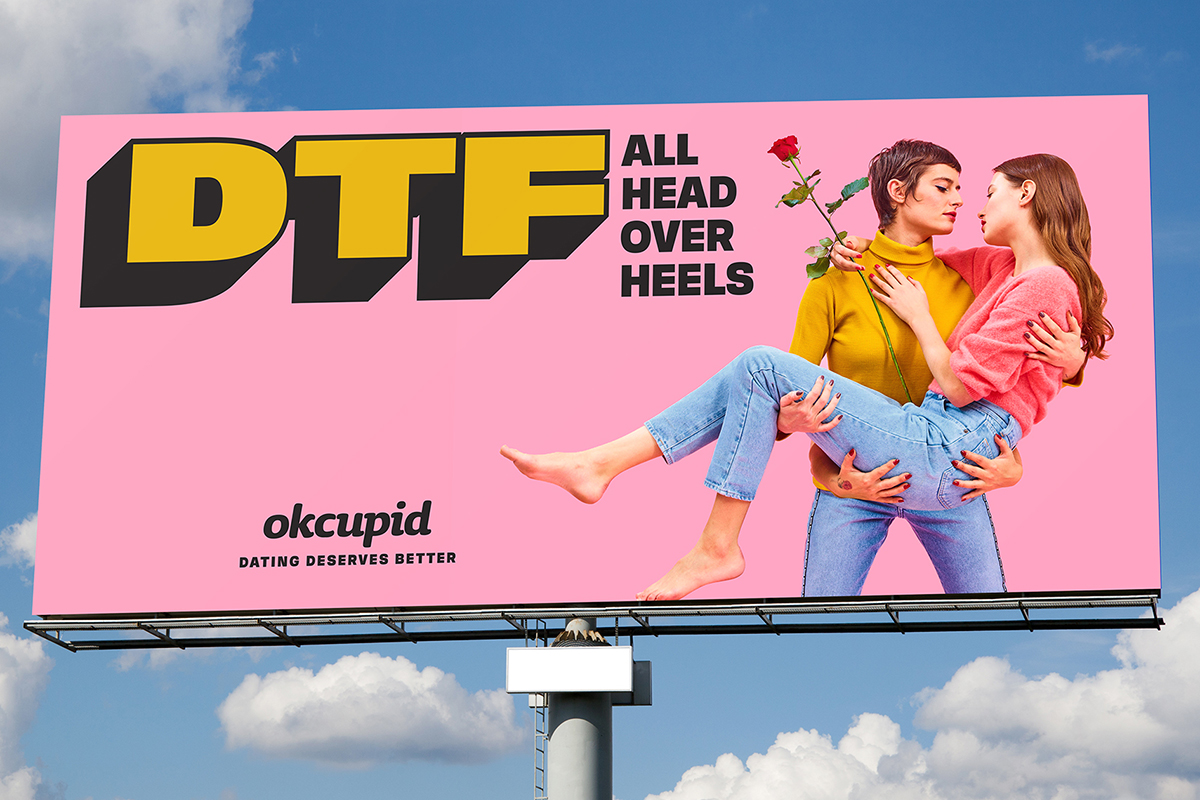 DTF
ALL
HEAD
OVER
HEELS
okcupid
DATING DESERVES BETTER